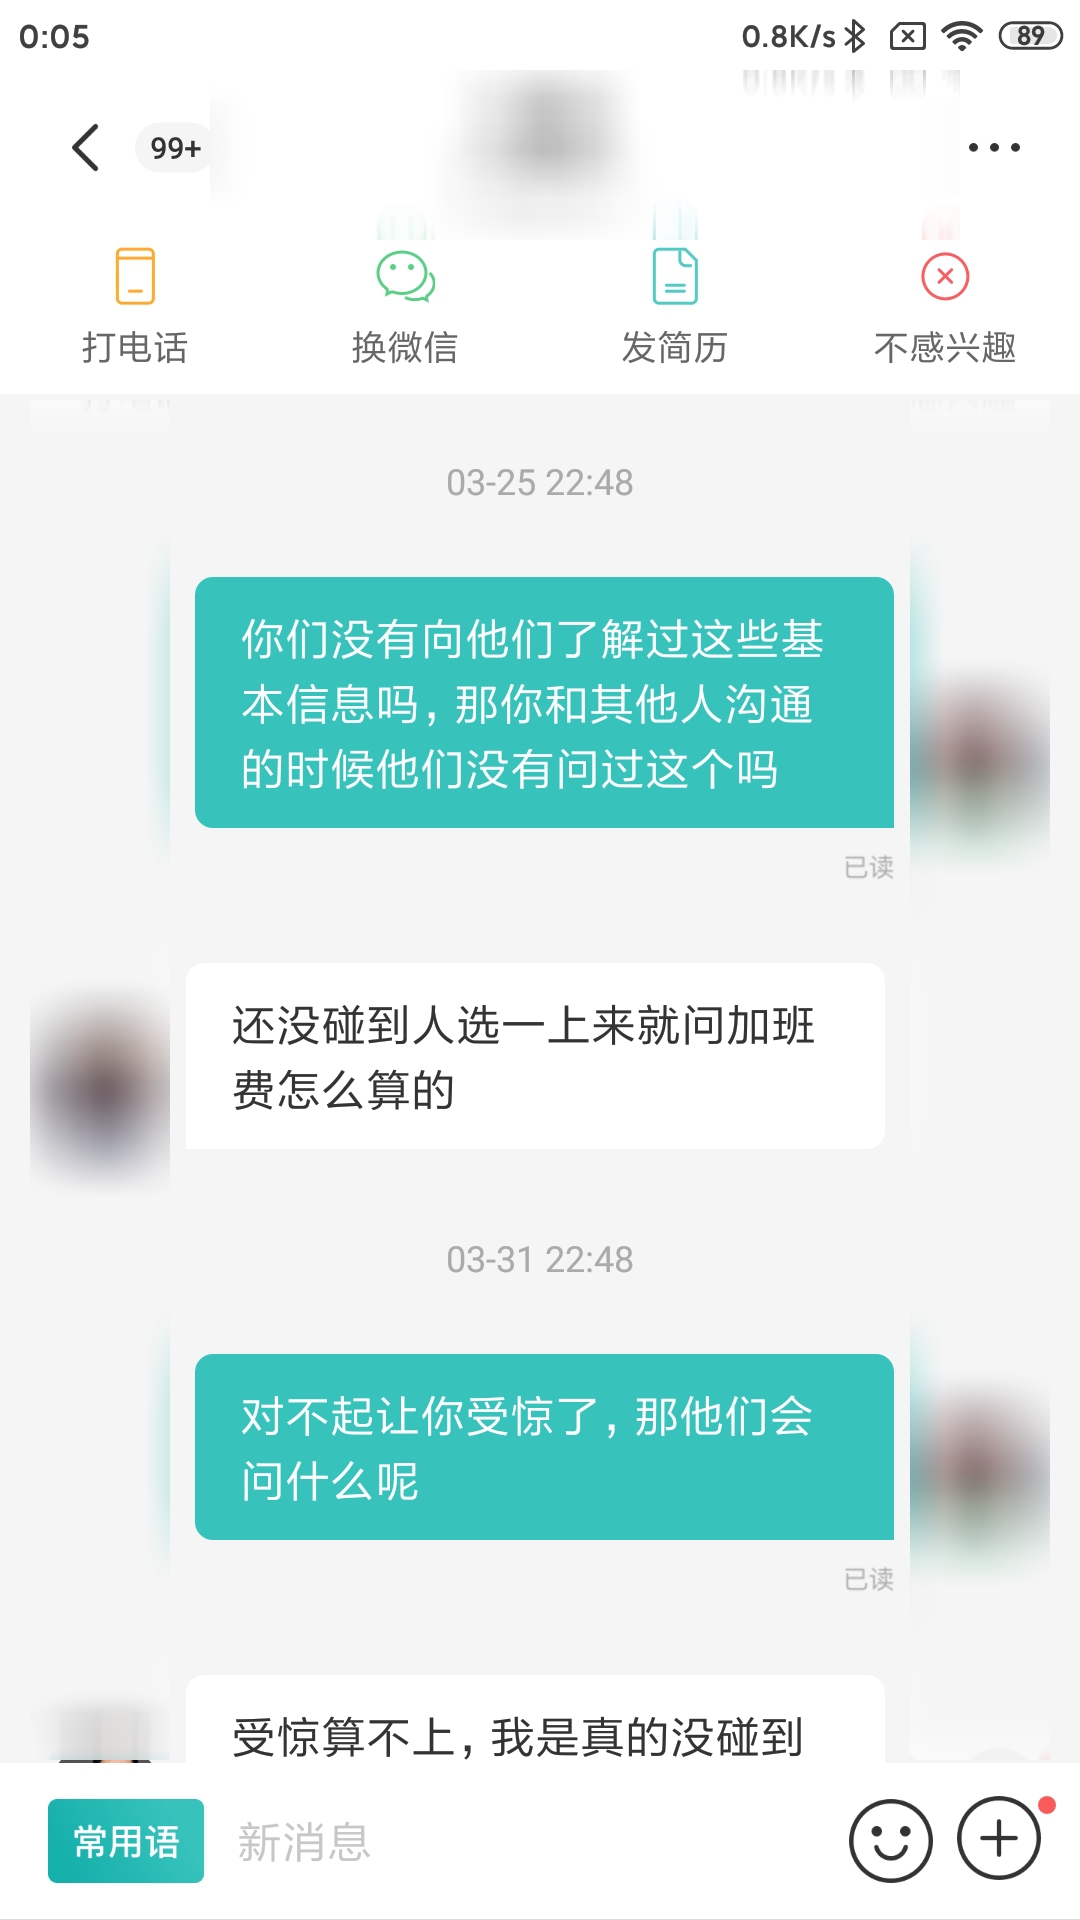 0:05 0.8K/s 89
99+
打电话 换微信 发简历 不感兴趣
03-25 22:48
你们没有向他们了解过这些基
本信息吗，那你和其他人沟通
的时候他们没有问过这个吗
已读
还没碰到人选一上来就问加班
费怎么算的
03-31 22:48
对不起让你受惊了，那他们会
问什么呢
已读
受惊算不上，我是真的没碰到
常用语 新消息